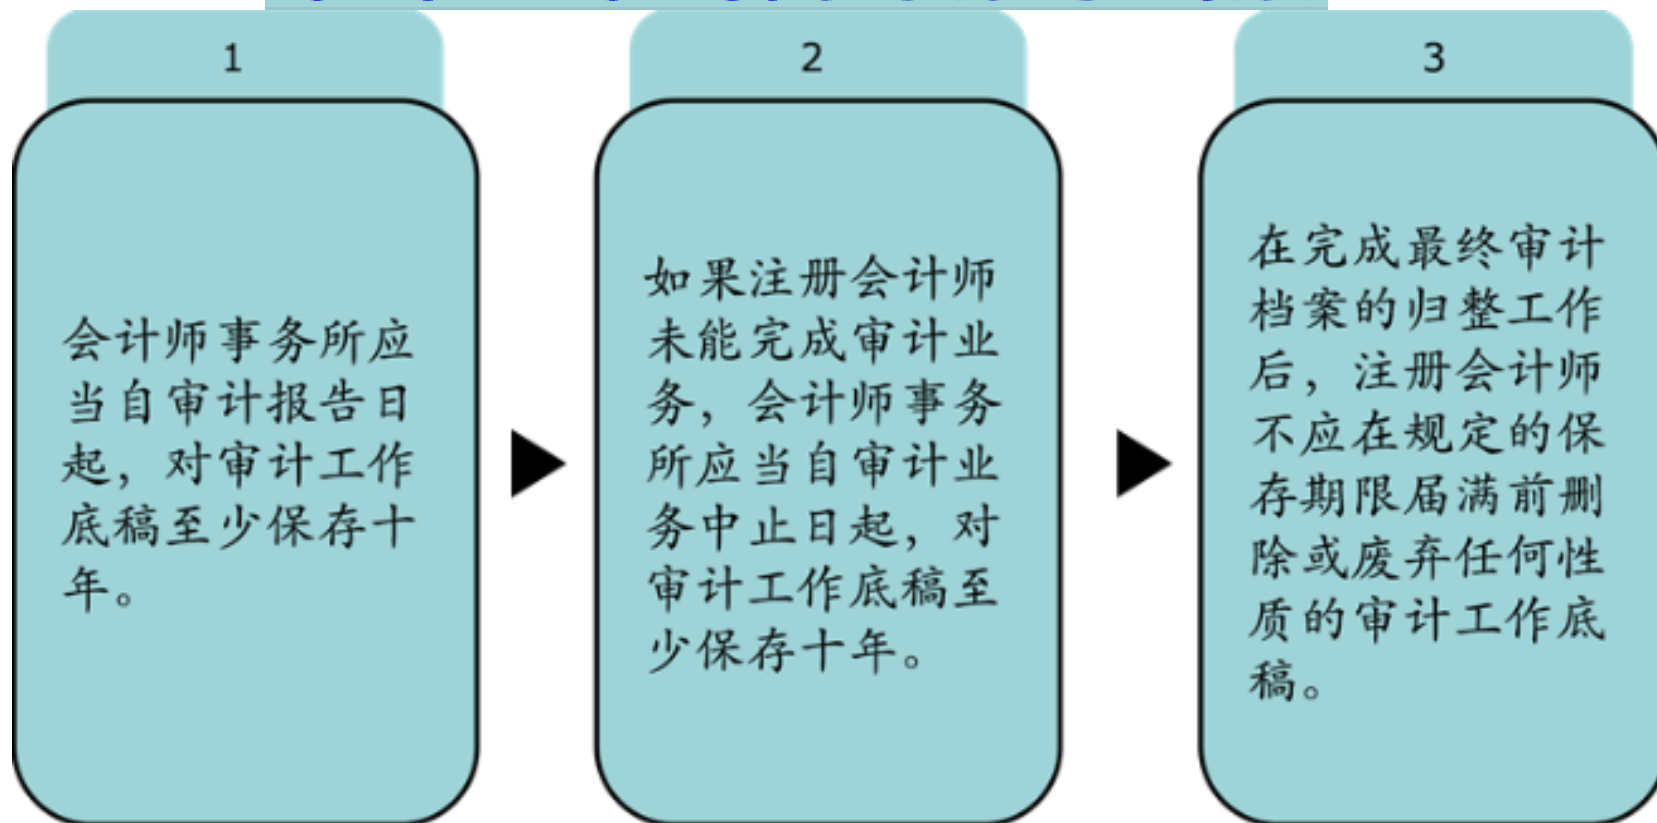 1
会计师事务所应
当自审计报告日
起，对审计工作
底稿至少保存十
年。
2
如果注册会计师
未能完成审计业
务，会计师事务
所应当自审计业
务中止日起，对
审计工作底稿至
少保存十年。
3
在完成最终审计
档案的归整工作
后，注册会计师
不应在规定的保
存期限届满前删
除或废弃任何性
质的审计工作底
稿。